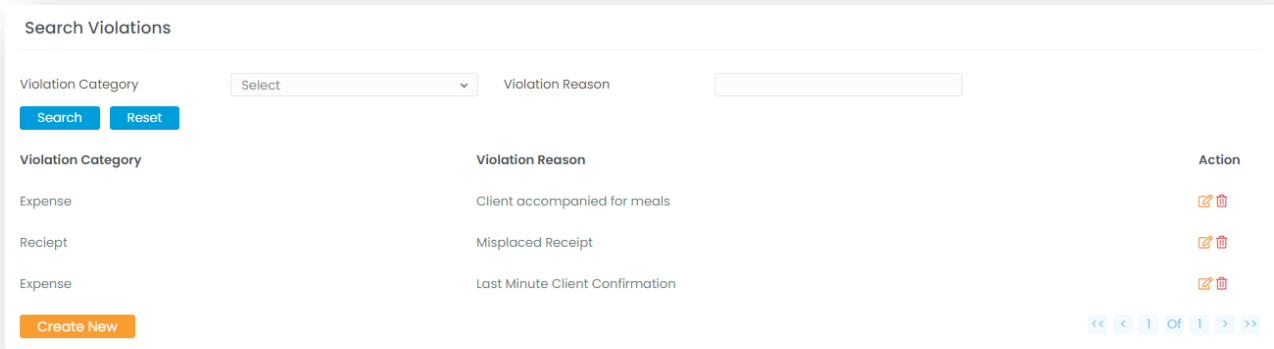 Search Violations
Violation Category Select Violation Reason
Search Reset
Violation Category Violation Reason Action
Expense Client accompanied for meals
Reciept Misplaced Receipt
Expense Last Minute Client Confirmation
Create New << < 1 Of 1 > >>